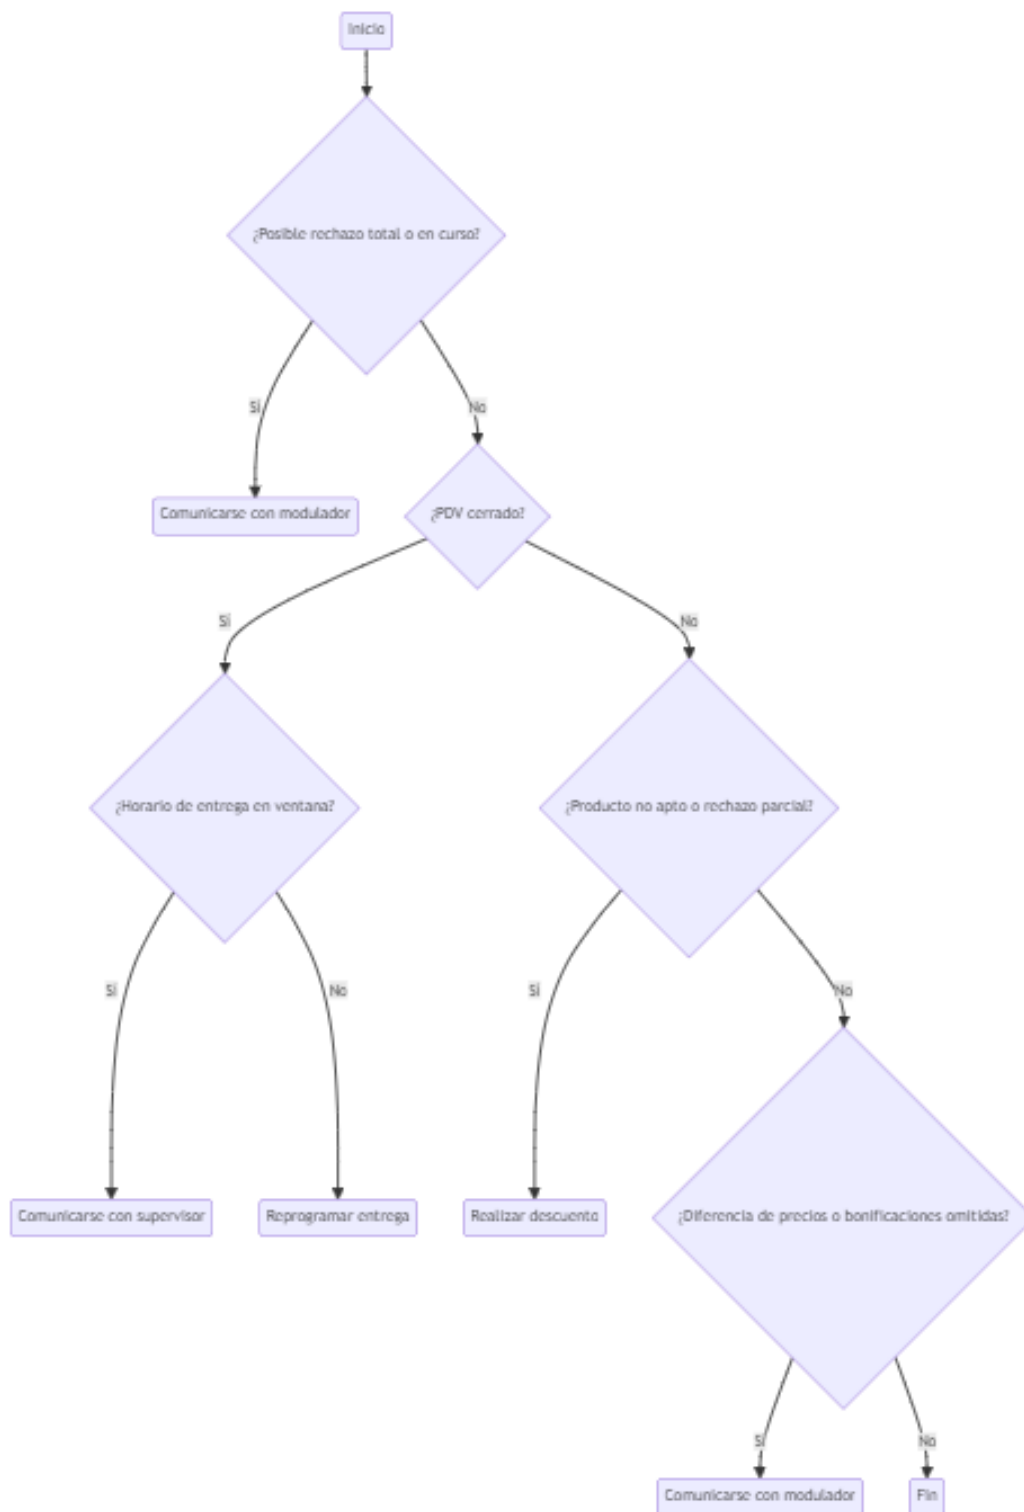 Inicio
¿Posible rechazo total o en curso?
Sí
No
Comunicarse con modulador
¿PDV cerrado?
Sí
No
¿Horario de entrega en ventana?
¿Producto no apto o rechazo parcial?
Sí
No
Sí
No
Comunicarse con supervisor
Reprogramar entrega
Realizar descuento
¿Diferencia de precios o bonificaciones omitidas?
Sí
No
Comunicarse con modulador
Fin